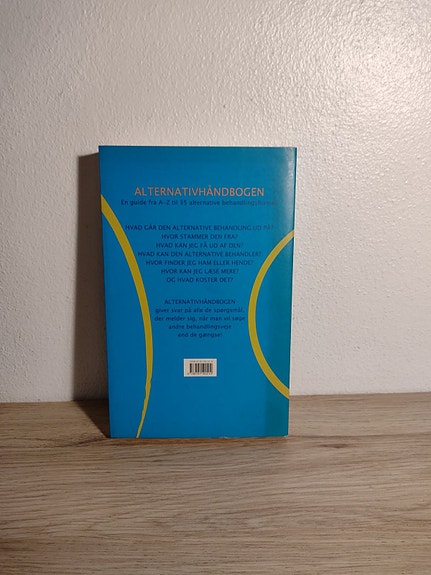 ALTERNATIVHÅNDBOGEN
En guide fra A-Z til 35 alternative behandlingsformer
HVAD GÅR DEN ALTERNATIVE BEHANDLING UD PÅ?
HVOR STAMMER DEN FRA?
HVAD KAN JEG FÅ UD AF DEN?
HVAD KAN DEN ALTERNATIVE BEHANDLER?
HVOR FINDER JEG HAM ELLER HENDE?
HVOR KAN JEG LÆSE MERE?
OG HVAD KOSTER DET?
ALTERNATIVHÅNDBOGEN
giver svar på alle de spørgsmål,
der melder sig, når man vil søge
andre behandlingsveje
end de gængse!